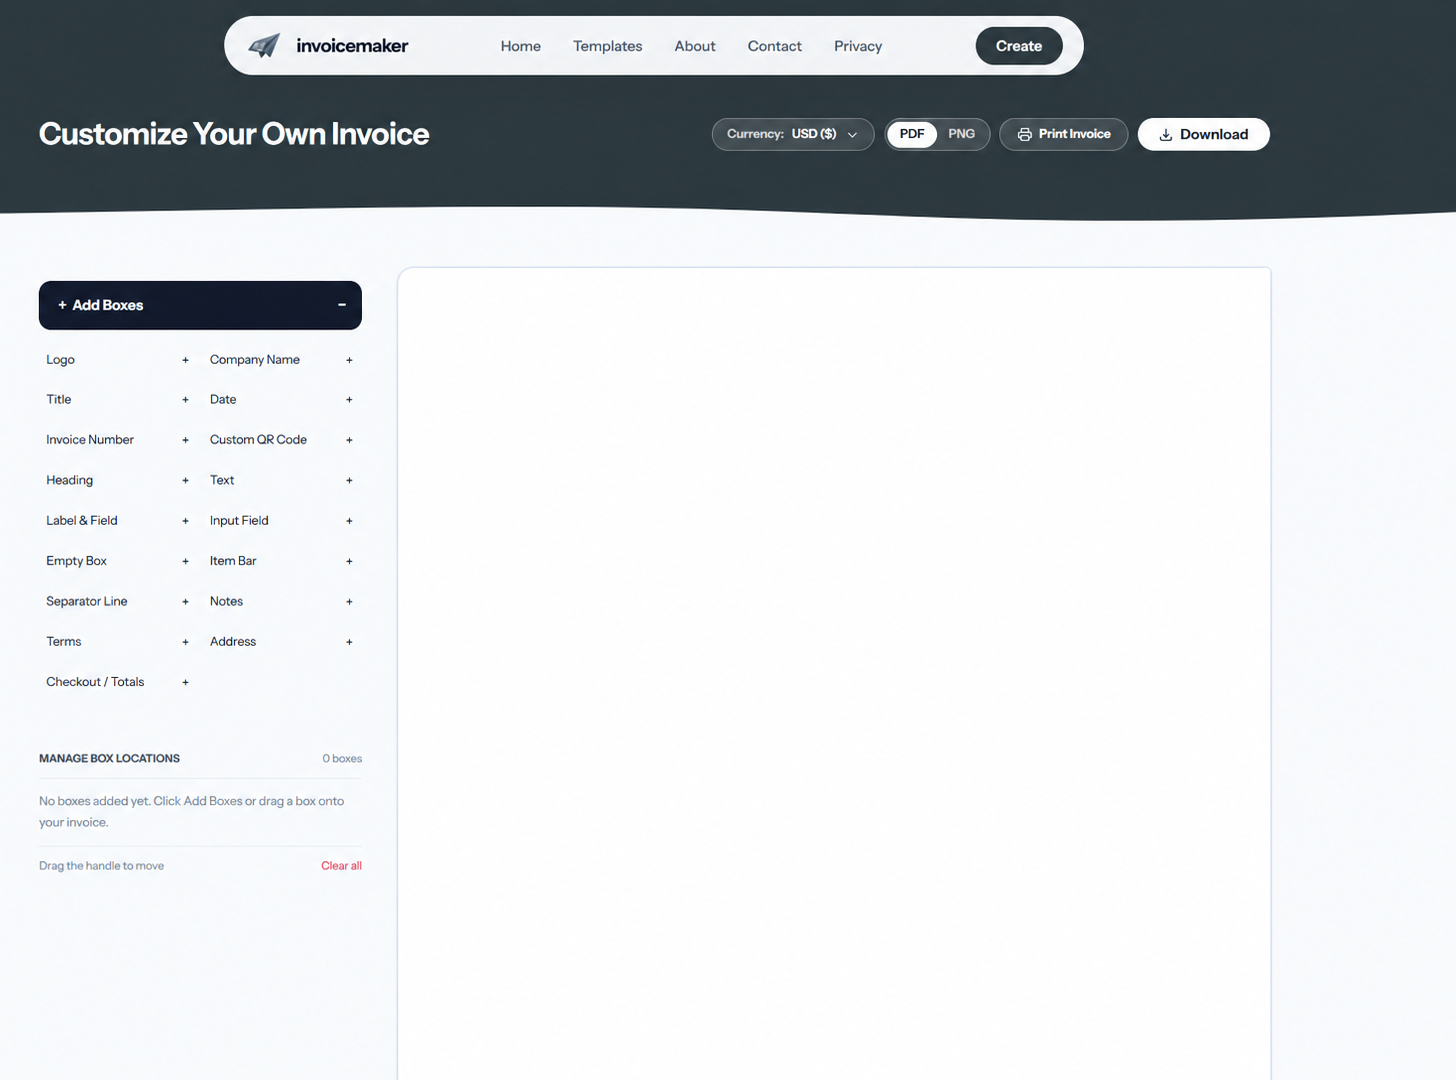 invoicemaker
Home Templates About Contact Privacy
Create
Customize Your Own Invoice
Currency: USD ($)
PDF PNG
Print Invoice
Download
+ Add Boxes −
Logo + Company Name +
Title + Date +
Invoice Number + Custom QR Code +
Heading + Text +
Label & Field + Input Field +
Empty Box + Item Bar +
Separator Line + Notes +
Terms + Address +
Checkout / Totals +
MANAGE BOX LOCATIONS 0 boxes
No boxes added yet. Click Add Boxes or drag a box onto
your invoice.
Drag the handle to move Clear all